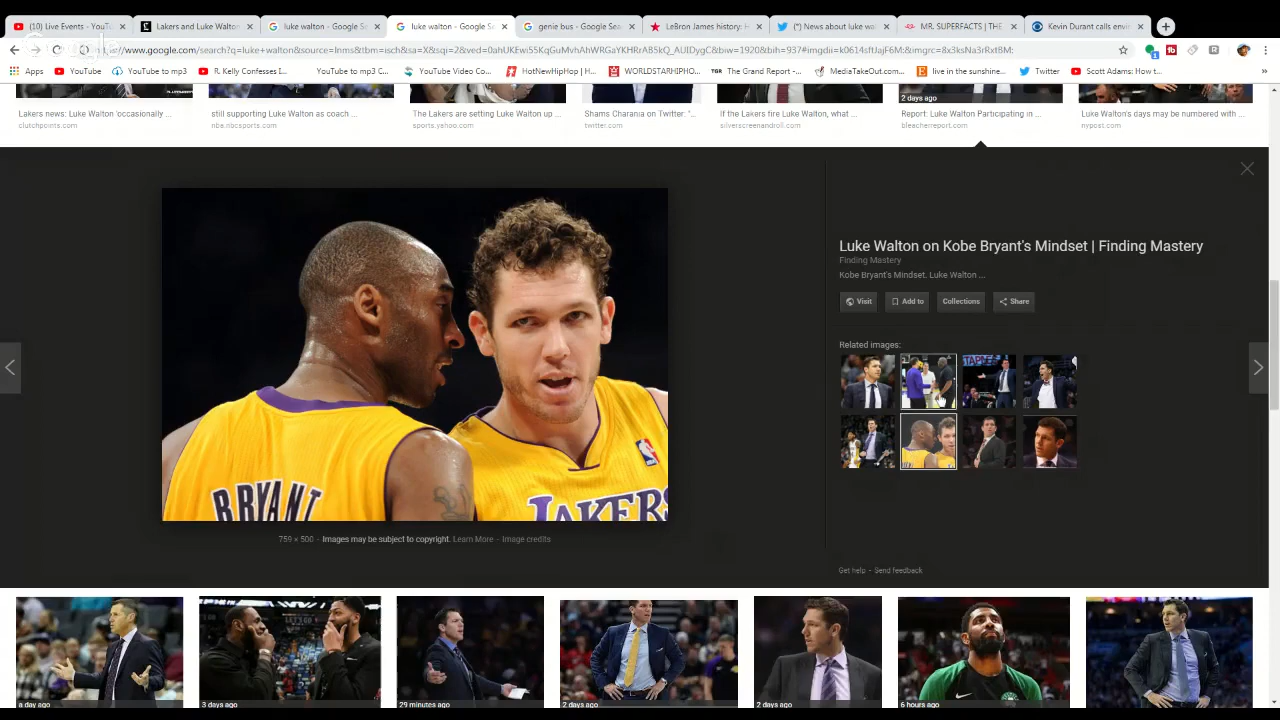 (10) Live Events - YouT
Lakers and Luke Walton
luke walton - Google Se
luke walton - Google Se
genie bus - Google Sea
LeBron James history: H
(*) News about luke wa
MR. SUPERFACTS | THE
Kevin Durant calls envi
www.google.com/search?q=luke+walton&source=lnms&tbm=isch&sa=X&sqi=2&ved=
Apps
YouTube
YouTube to mp3
R. Kelly Confesses I...
YouTube to mp3 C...
YouTube Video Co...
HotNewHipHop | H...
WORLDSTARHIPHO...
TGR
The Grand Report -...
MediaTakeOut.com...
live in the sunshine...
Twitter
Scott Adams: How t...
»
2 days ago
Lakers news: Luke Walton 'occasionally ...
still supporting Luke Walton as coach ...
The Lakers are setting Luke Walton up ...
Shams Charania on Twitter: "...
If the Lakers fire Luke Walton, what ...
Report: Luke Walton Participating in ...
Luke Walton's days may be numbered with ...
clutchpoints.com
nba.nbcsports.com
sports.yahoo.com
twitter.com
silverscreenandroll.com
bleacherreport.com
nypost.com
BRYANT
LAKERS
Luke Walton on Kobe Bryant's Mindset | Finding Mastery
Finding Mastery
Kobe Bryant's Mindset. Luke Walton ...
Visit
Add to
Collections
Share
Related images:
759 × 500 - Images may be subject to copyright. Learn More - Image credits
Get help - Send feedback
a day ago
3 days ago
29 minutes ago
2 days ago
2 days ago
6 hours ago